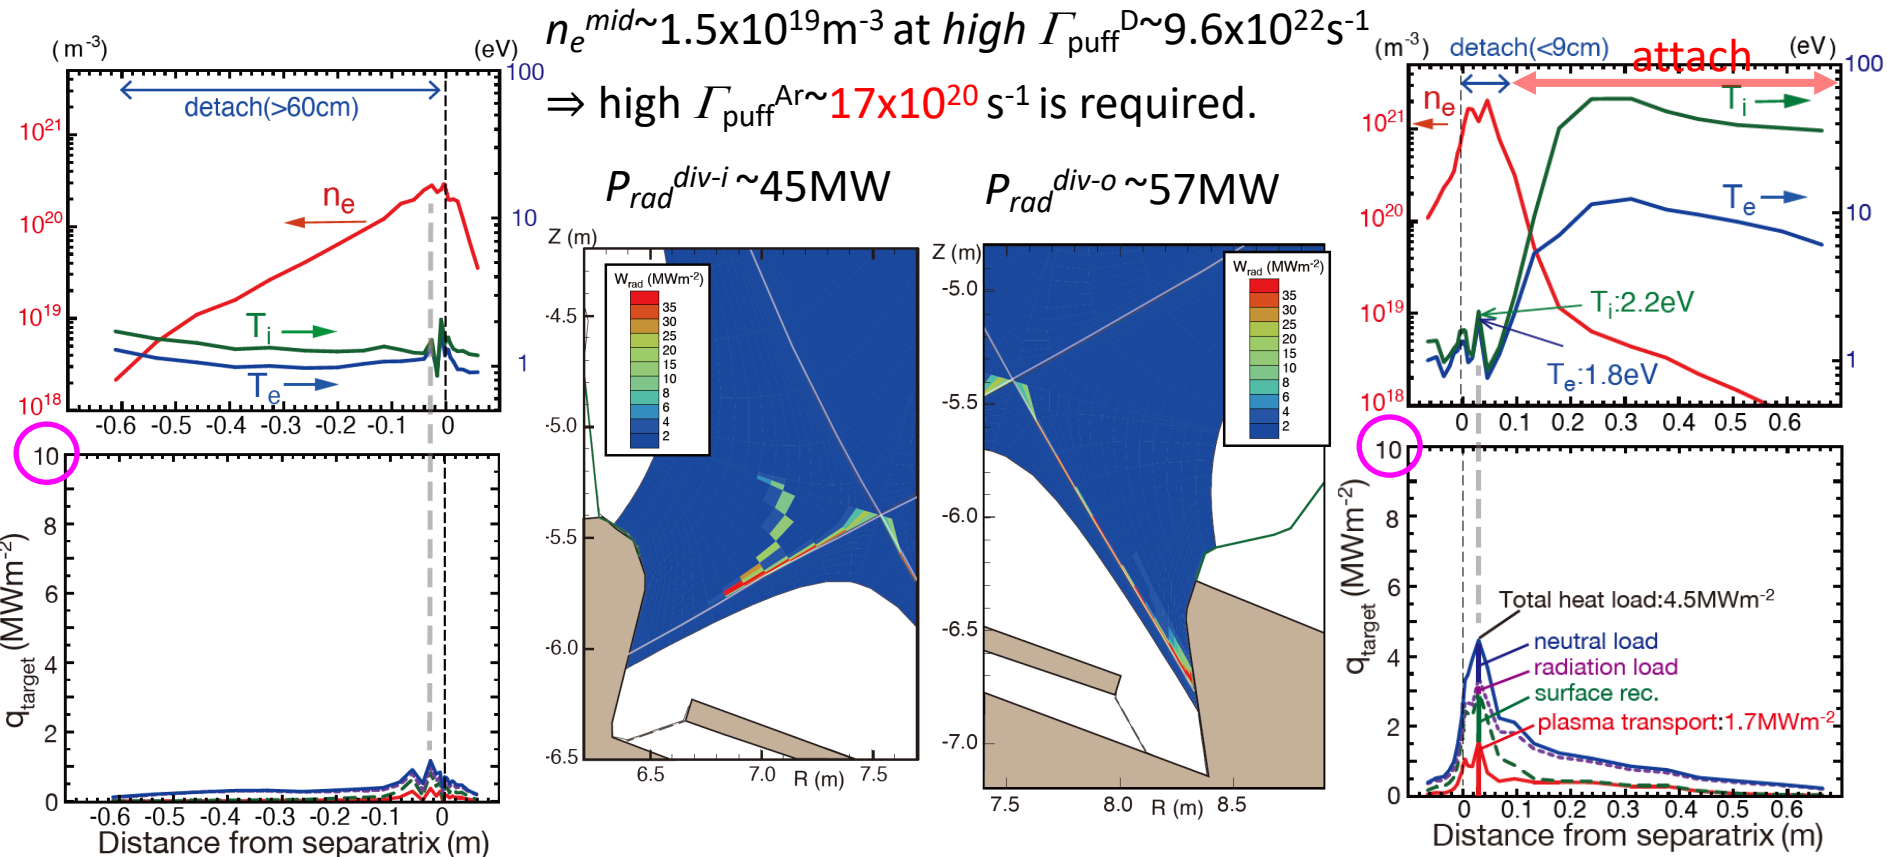 n_e^mid~1.5x10^19m^-3 at high Γ_puff^D~9.6x10^22s^-1
⇒ high Γ_puff^Ar~17x10^20 s^-1 is required.
P_rad^div-i ~45MW
P_rad^div-o ~57MW
(m^-3)
(eV)
detach(>60cm)
100
10
1
10^21
10^20
10^19
10^18
n_e
T_i
T_e
-0.6 -0.5 -0.4 -0.3 -0.2 -0.1 0
10
8
6
4
2
0
q_target (MWm^-2)
-0.6 -0.5 -0.4 -0.3 -0.2 -0.1 0
Distance from separatrix (m)
Z (m)
W_rad (MWm^-2)
35
30
25
20
15
10
8
6
4
2
-4.5
-5.0
-5.5
-6.0
-6.5
6.5 7.0 7.5
R (m)
Z (m)
W_rad (MWm^-2)
35
30
25
20
15
10
8
6
4
2
-5.0
-5.5
-6.0
-6.5
-7.0
7.5 8.0 8.5
R (m)
(m^-3)
detach(<9cm)
attach
(eV)
100
10
1
10^21
10^20
10^19
10^18
n_e
T_i
T_e
T_i:2.2eV
T_e:1.8eV
0 0.1 0.2 0.3 0.4 0.5 0.6
10
8
6
4
2
0
q_target (MWm^-2)
Total heat load:4.5MWm^-2
neutral load
radiation load
surface rec.
plasma transport:1.7MWm^-2
0 0.1 0.2 0.3 0.4 0.5 0.6
Distance from separatrix (m)